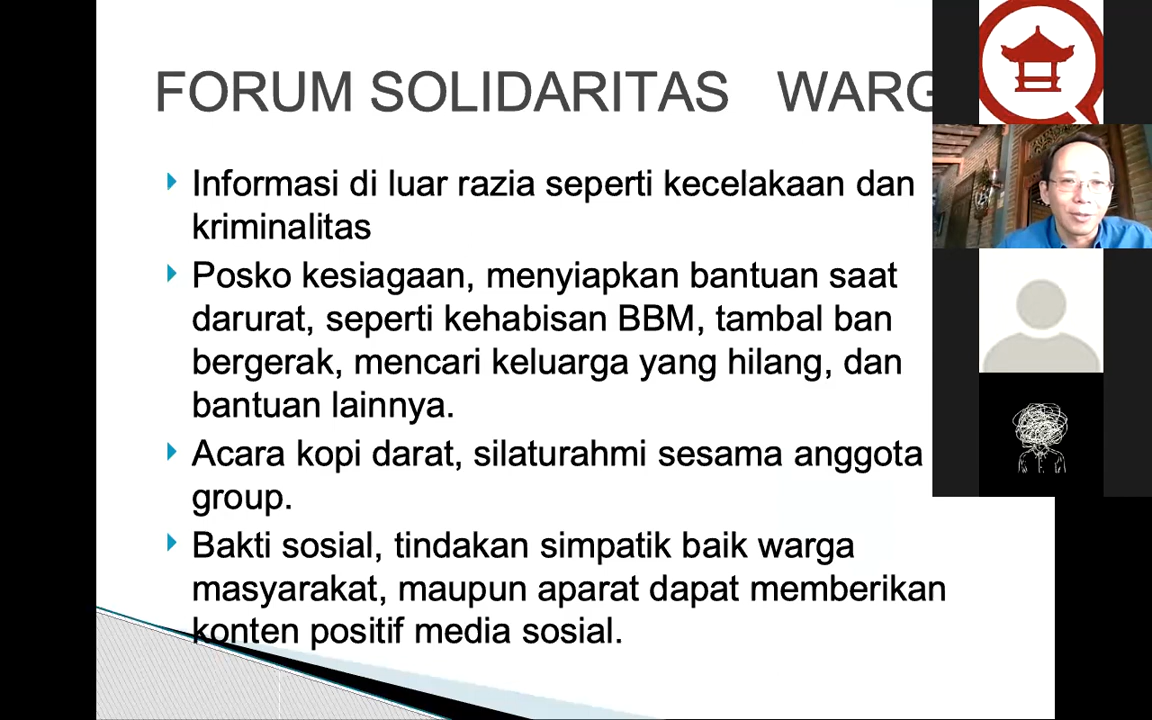 FORUM SOLIDARITAS WARG
Informasi di luar razia seperti kecelakaan dan
kriminalitas
Posko kesiagaan, menyiapkan bantuan saat
darurat, seperti kehabisan BBM, tambal ban
bergerak, mencari keluarga yang hilang, dan
bantuan lainnya.
Acara kopi darat, silaturahmi sesama anggota
group.
Bakti sosial, tindakan simpatik baik warga
masyarakat, maupun aparat dapat memberikan
konten positif media sosial.